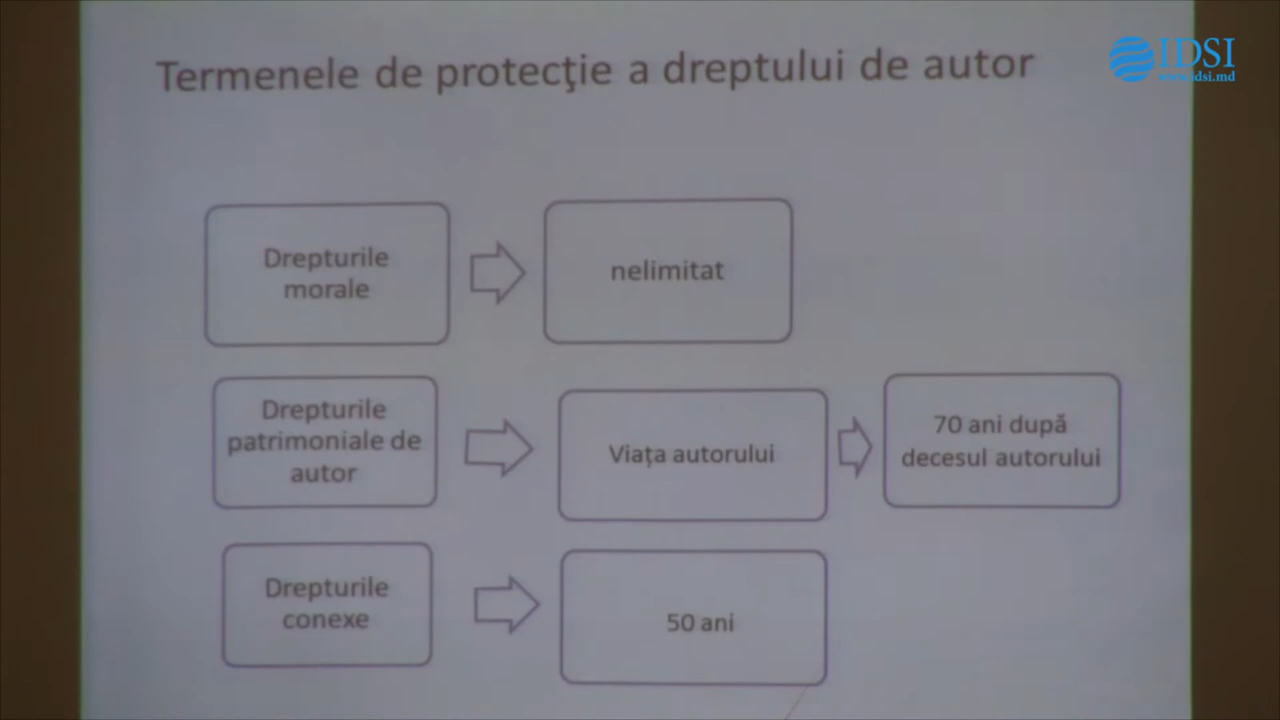 Termenele de protecţie a dreptului de autor
IDSI
www.idsi.md
Drepturile
morale
nelimitat
Drepturile
patrimoniale de
autor
Viața autorului
70 ani după
decesul autorului
Drepturile
conexe
50 ani